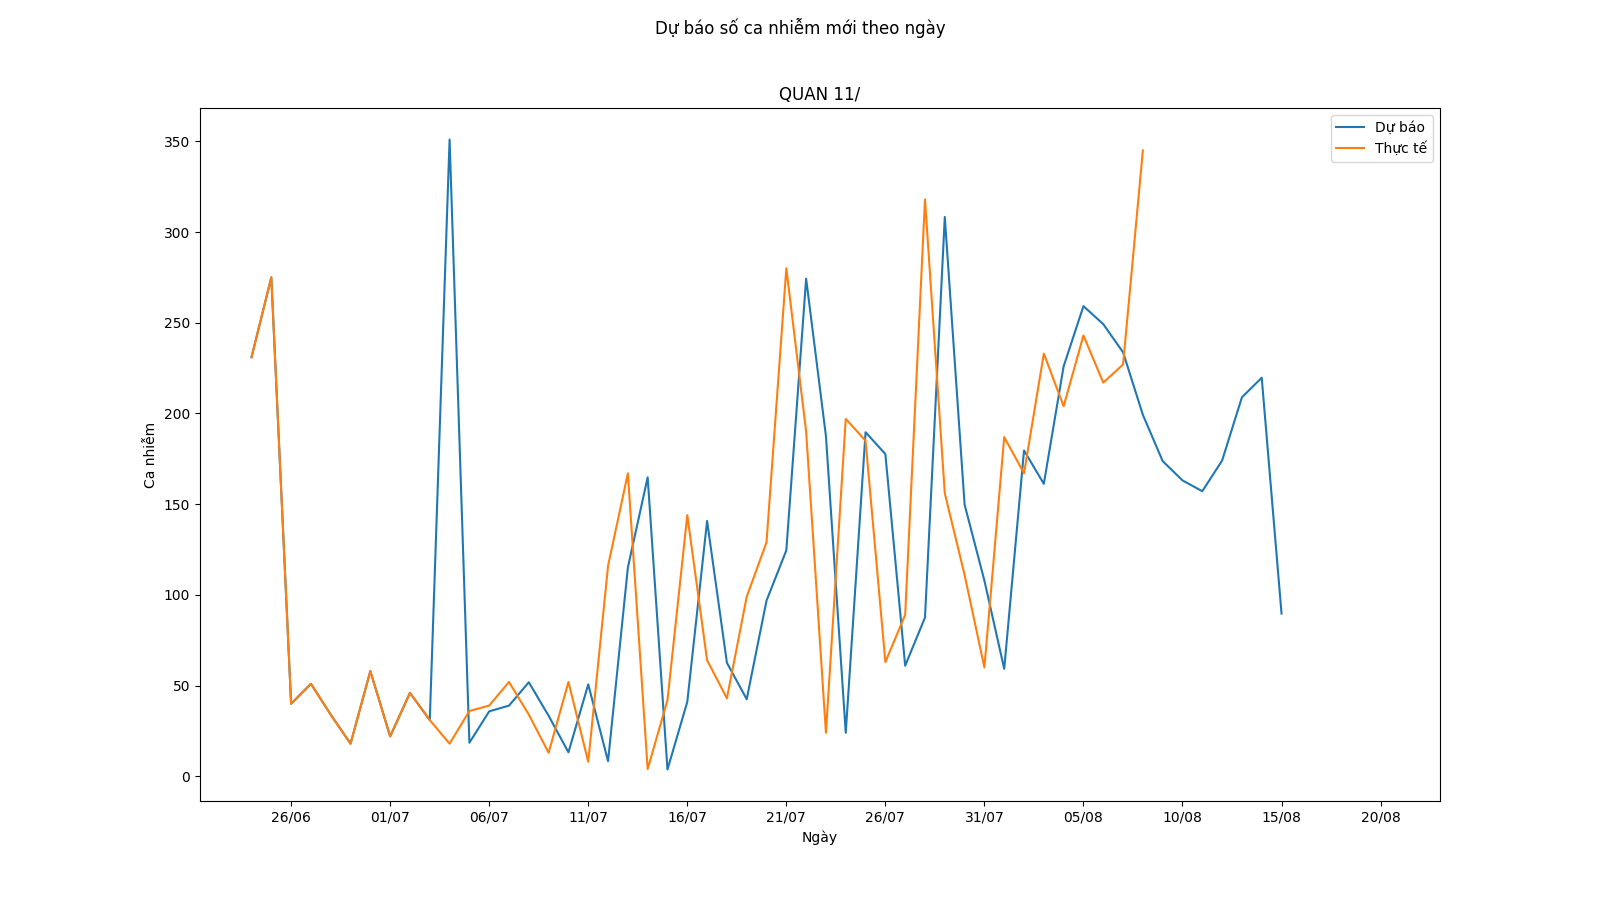 Dự báo số ca nhiễm mới theo ngày
QUAN 11/
Dự báo
Thực tế
350
300
250
200
150
100
50
0
Ca nhiễm
26/06 01/07 06/07 11/07 16/07 21/07 26/07 31/07 05/08 10/08 15/08 20/08
Ngày